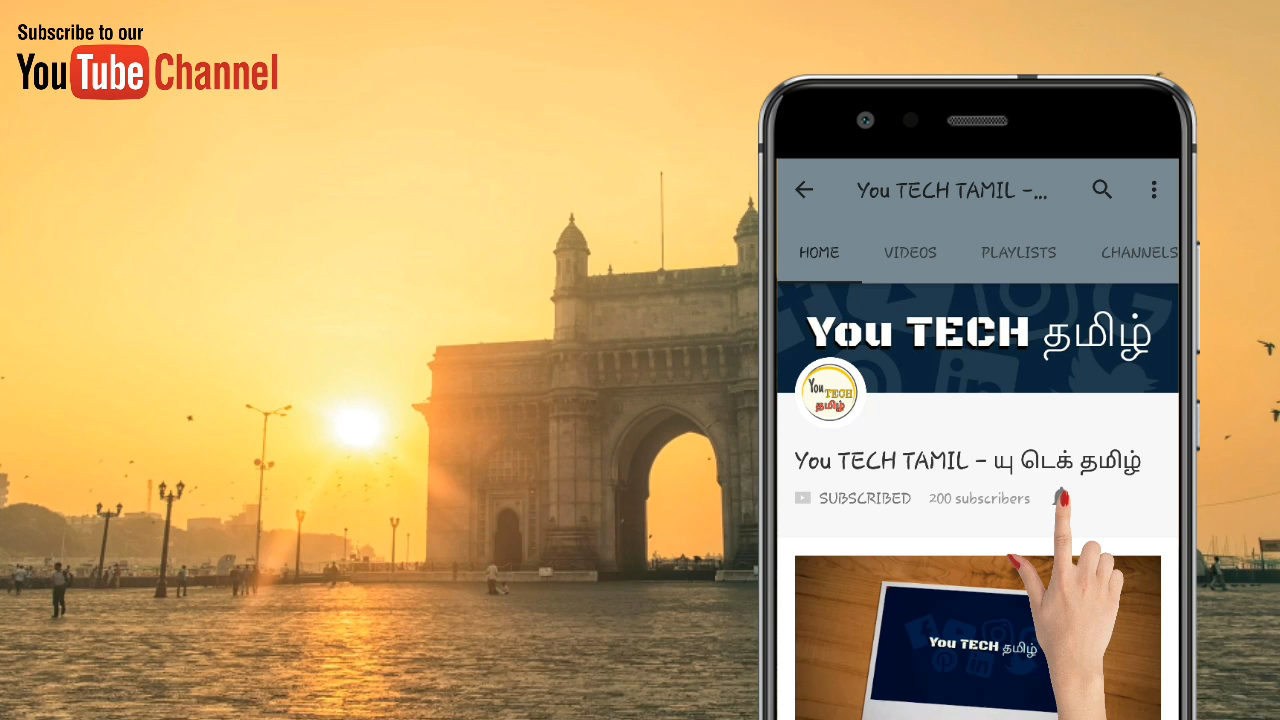 Subscribe to our
YouTube Channel
You TECH TAMIL -...
HOME VIDEOS PLAYLISTS CHANNELS
You TECH தமிழ்
You TECH தமிழ்
You TECH TAMIL - யு டெக் தமிழ்
SUBSCRIBED 200 subscribers
You TECH தமிழ்